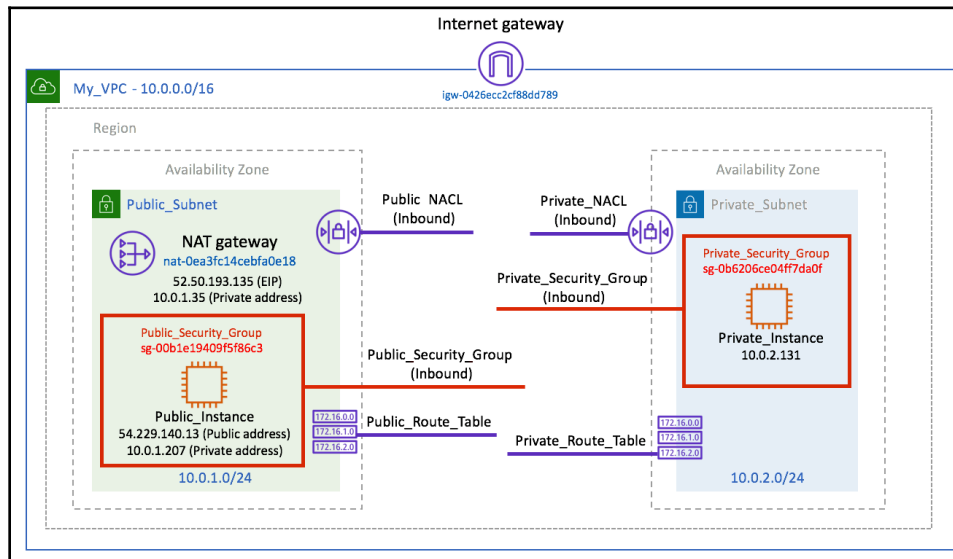 Internet gateway
igw-0426ecc2cf88dd789
My_VPC - 10.0.0.0/16
Region
Availability Zone
Public_Subnet
NAT gateway
nat-0ea3fc14cebfa0e18
52.50.193.135 (EIP)
10.0.1.35 (Private address)
Public_Security_Group
sg-00b1e19409f5f86c3
Public_Instance
54.229.140.13 (Public address)
10.0.1.207 (Private address)
10.0.1.0/24
Public NACL
(Inbound)
Private_NACL
(Inbound)
Private_Security_Group
(Inbound)
Public_Security_Group
(Inbound)
172.16.0.0
172.16.1.0
172.16.2.0
Public_Route_Table
Private_Route_Table
172.16.0.0
172.16.1.0
172.16.2.0
Availability Zone
Private_Subnet
Private_Security_Group
sg-0b6206ce04ff7da0f
Private_Instance
10.0.2.131
10.0.2.0/24